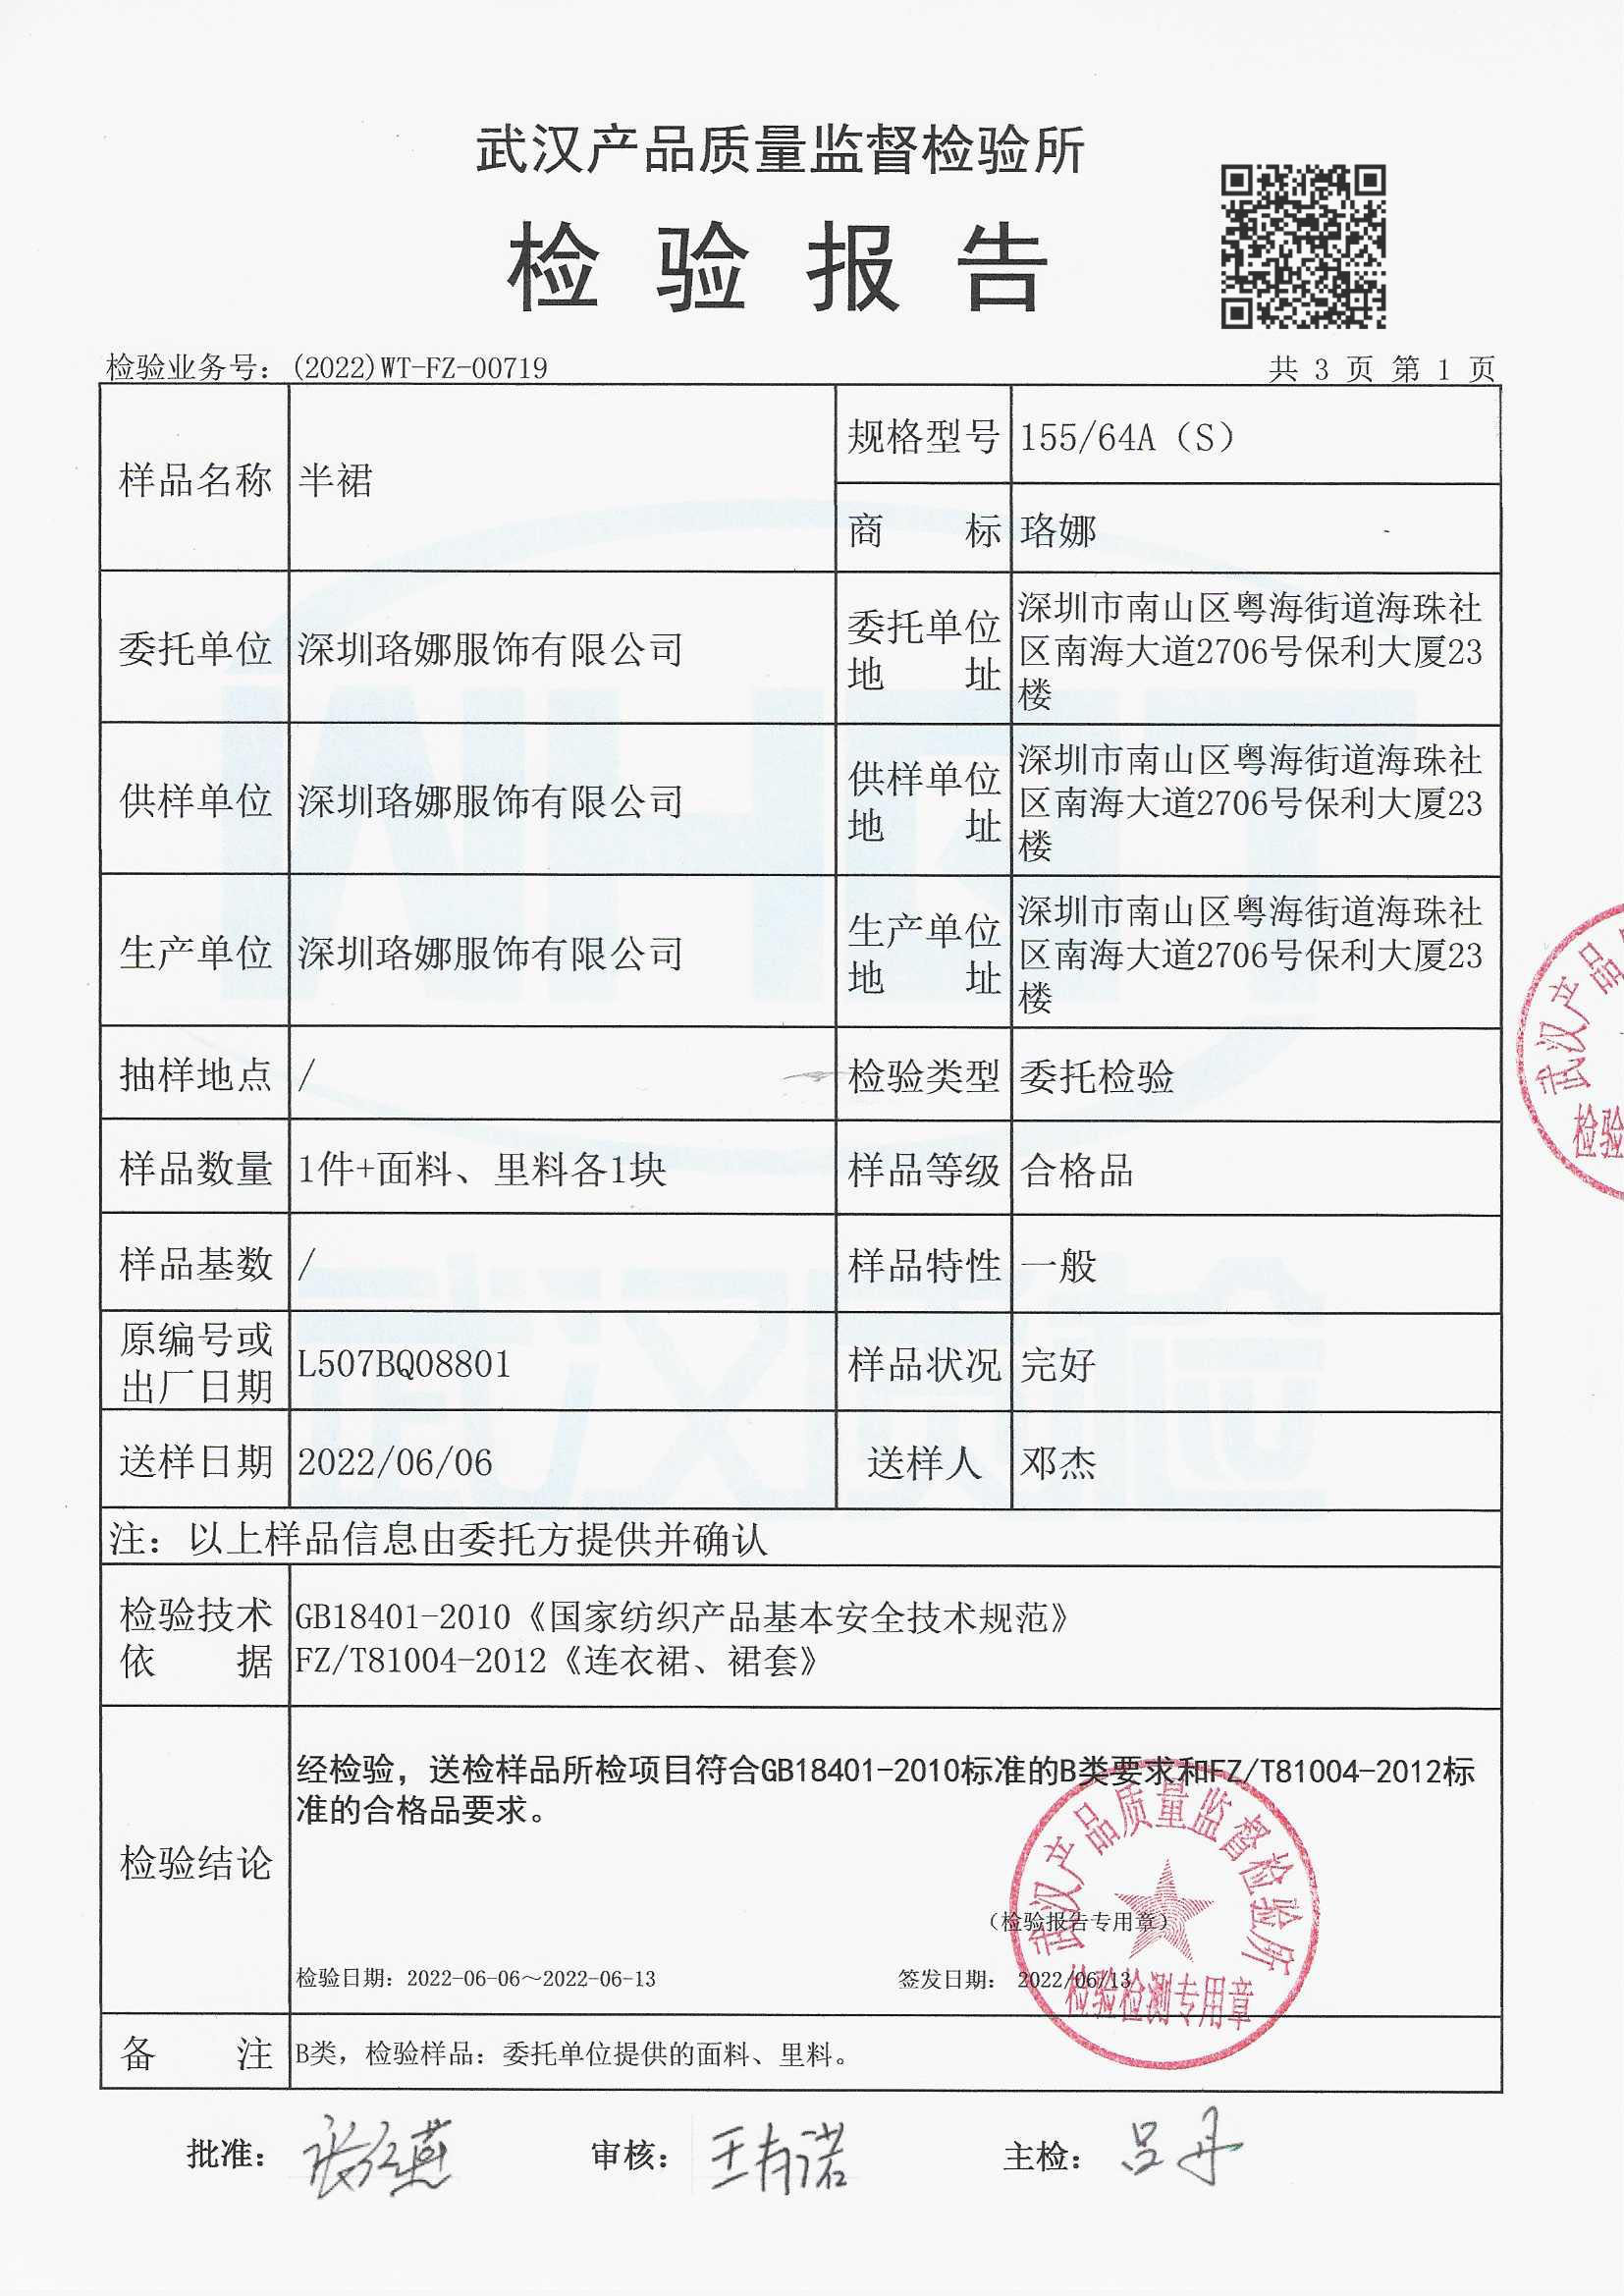 武汉产品质量监督检验所
检验报告
检验业务号：(2022)WT-FZ-00719
共 3 页 第 1 页
样品名称 半裙
规格型号 155/64A（S）
商标 珞娜
委托单位 深圳珞娜服饰有限公司
委托单位地址
深圳市南山区粤海街道海珠社
区南海大道2706号保利大厦23
楼
供样单位 深圳珞娜服饰有限公司
供样单位地址
深圳市南山区粤海街道海珠社
区南海大道2706号保利大厦23
楼
生产单位 深圳珞娜服饰有限公司
生产单位地址
深圳市南山区粤海街道海珠社
区南海大道2706号保利大厦23
楼
抽样地点 / 检验类型 委托检验
样品数量 1件+面料、里料各1块 样品等级 合格品
样品基数 / 样品特性 一般
原编号或
出厂日期
L507BQ08801 样品状况 完好
送样日期 2022/06/06 送样人 邓杰
注：以上样品信息由委托方提供并确认
检验技术
依据
GB18401-2010《国家纺织产品基本安全技术规范》
FZ/T81004-2012《连衣裙、裙套》
检验结论
经检验，送检样品所检项目符合GB18401-2010标准的B类要求和FZ/T81004-2012标
准的合格品要求。
（检验报告专用章）
检验日期：2022-06-06～2022-06-13 签发日期： 2022/06/13
武汉产品质量监督检验所
检验检测专用章
武汉产品
检验
备注 B类，检验样品：委托单位提供的面料、里料。
批准： 审核：王有诺 主检：吕丹